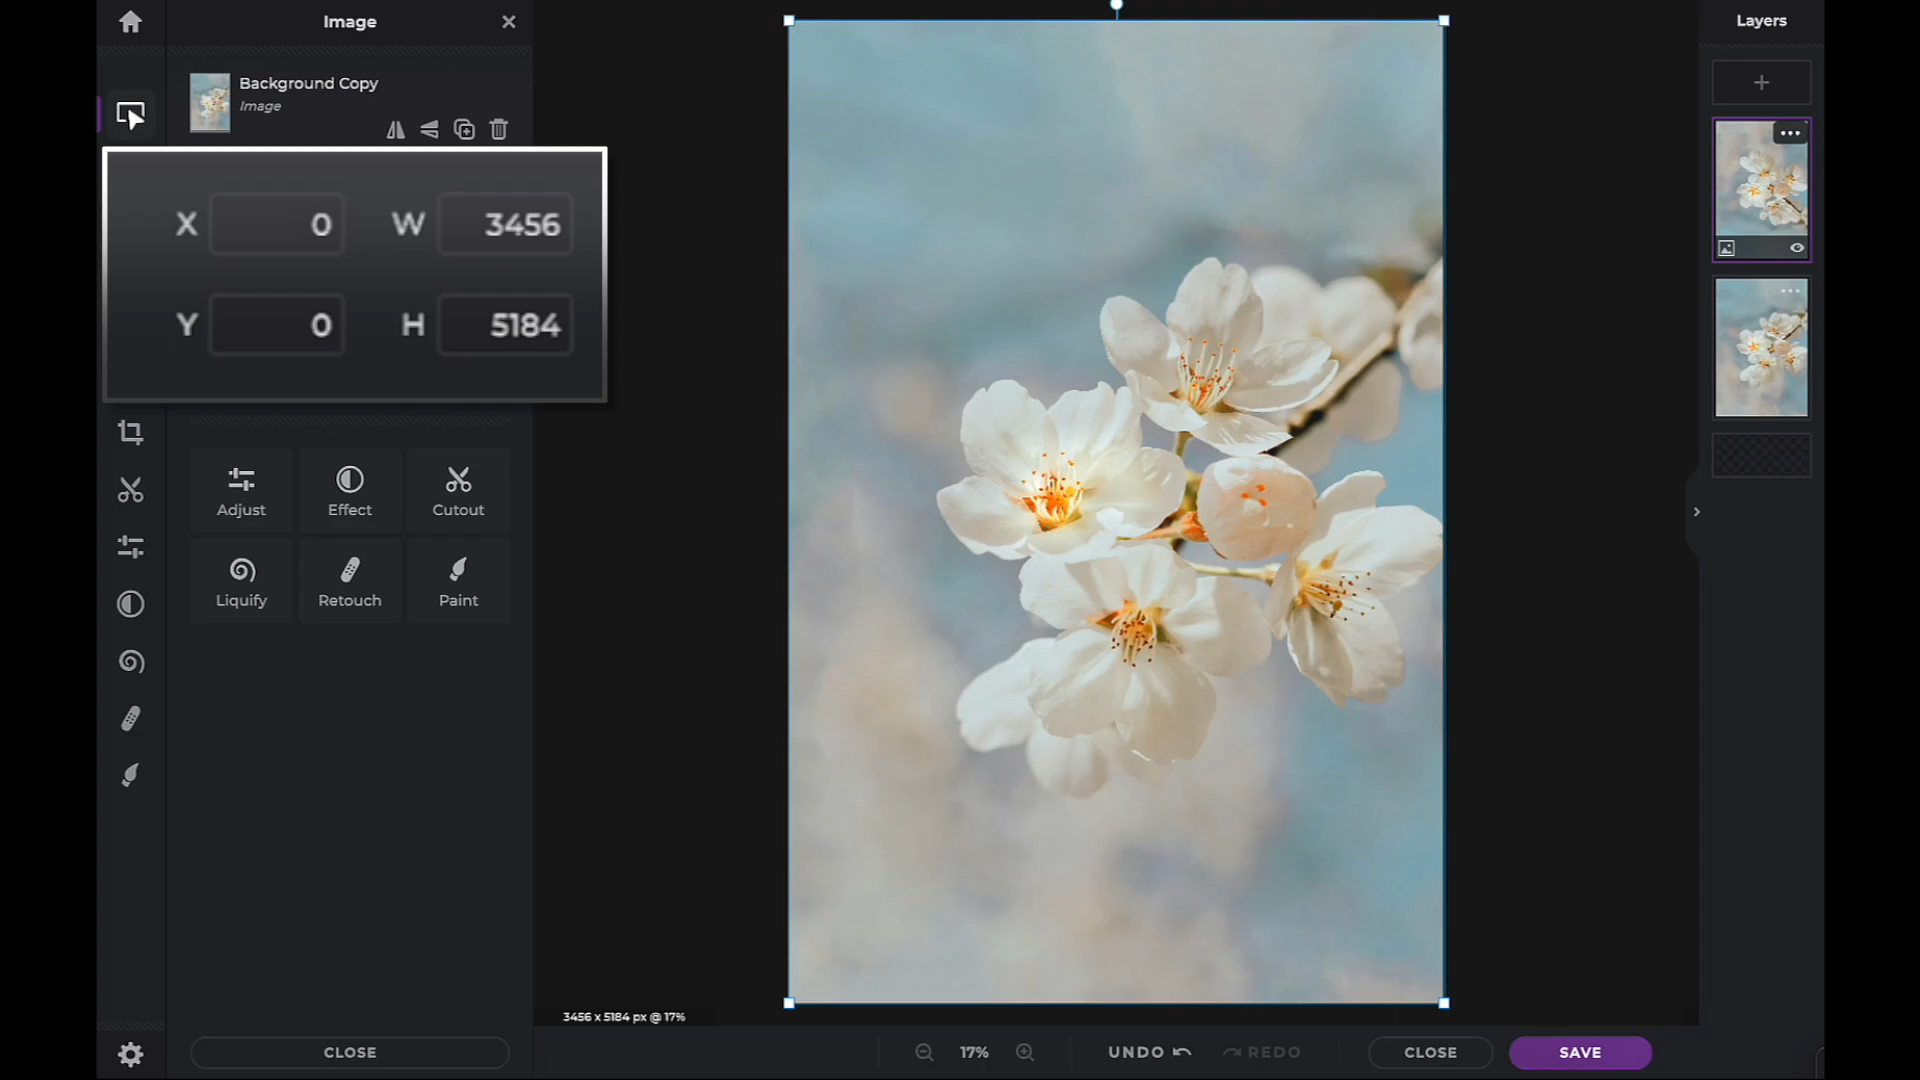 Image
Layers
Background Copy
Image
X 0 W 3456
Y 0 H 5184
Adjust Effect Cutout
Liquify Retouch Paint
3456 x 5184 px @ 17%
CLOSE
17%
UNDO
REDO
CLOSE
SAVE